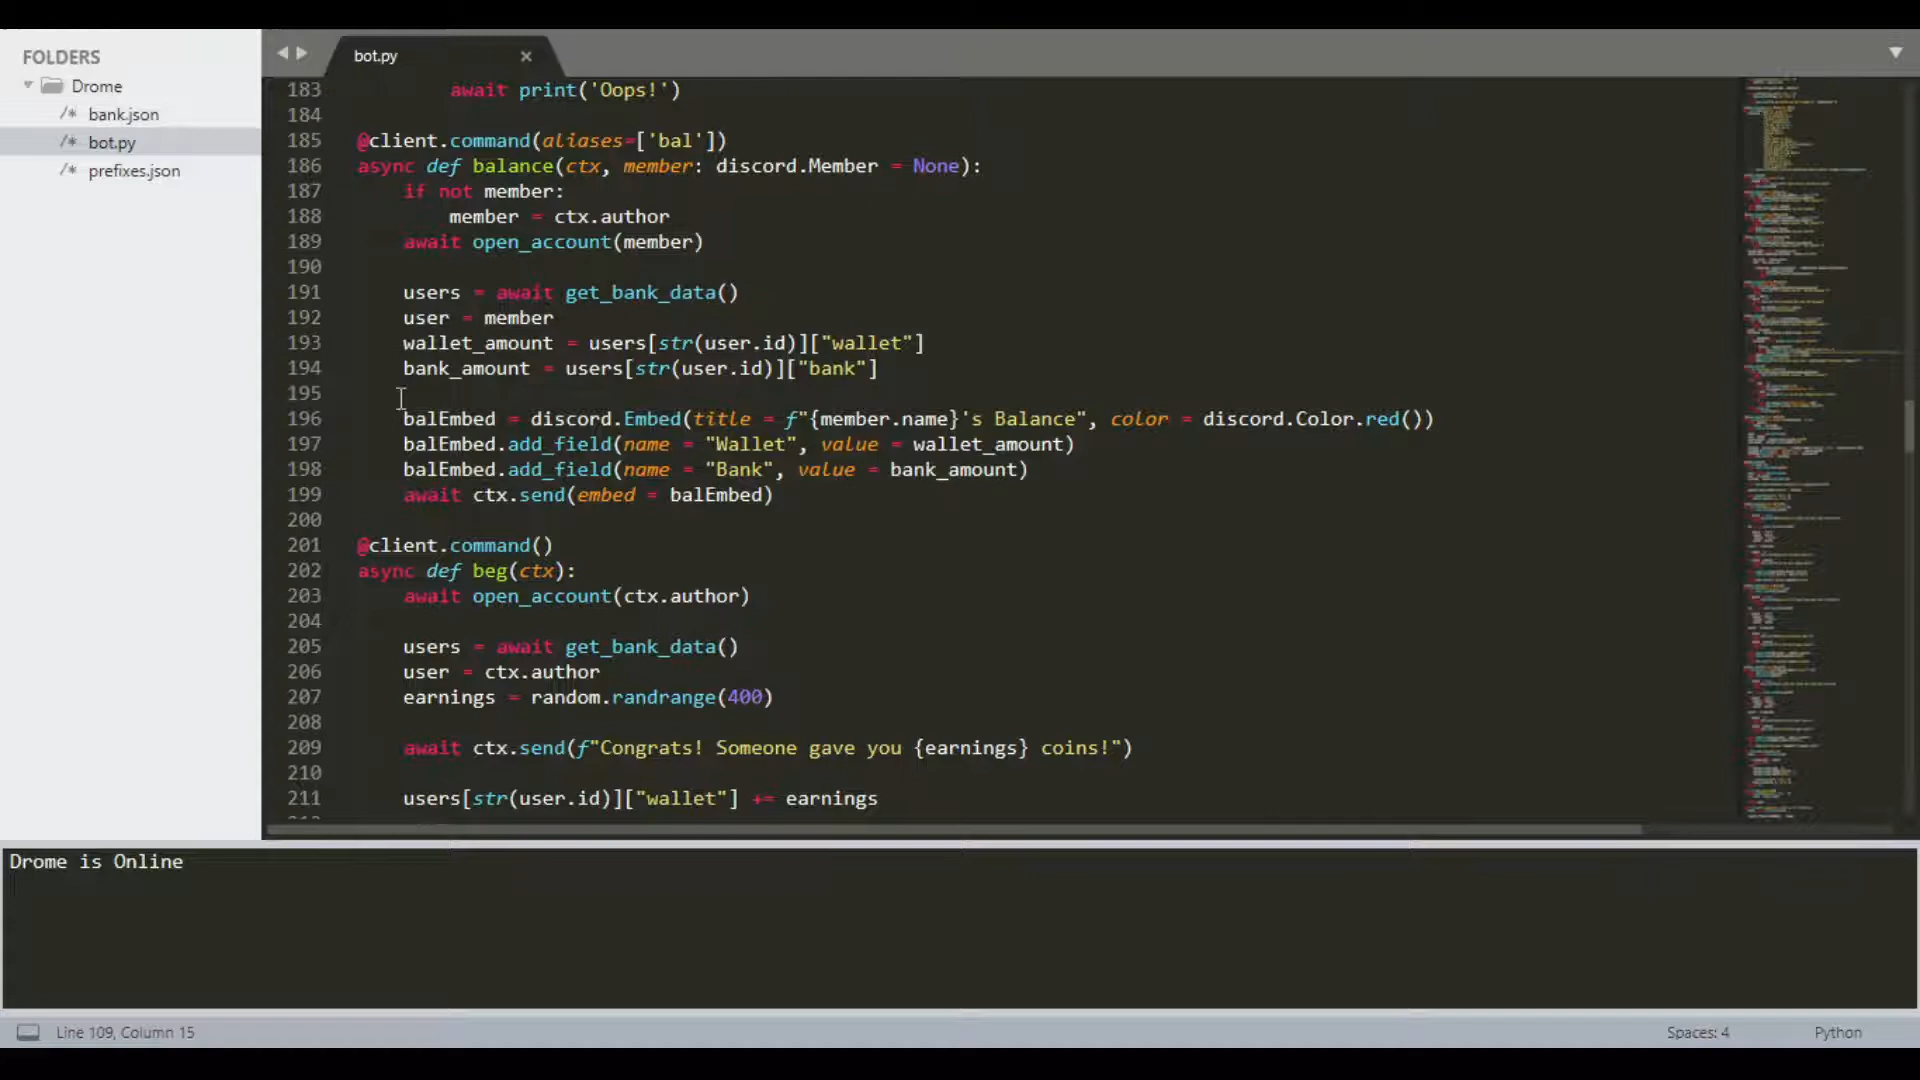 FOLDERS
Drome
/* bank.json
/* bot.py
/* prefixes.json
bot.py ×
183 await print('Oops!')
184
185 @client.command(aliases=['bal'])
186 async def balance(ctx, member: discord.Member = None):
187 if not member:
188 member = ctx.author
189 await open_account(member)
190
191 users = await get_bank_data()
192 user = member
193 wallet_amount = users[str(user.id)]["wallet"]
194 bank_amount = users[str(user.id)]["bank"]
195
196 balEmbed = discord.Embed(title = f"{member.name}'s Balance", color = discord.Color.red())
197 balEmbed.add_field(name = "Wallet", value = wallet_amount)
198 balEmbed.add_field(name = "Bank", value = bank_amount)
199 await ctx.send(embed = balEmbed)
200
201 @client.command()
202 async def beg(ctx):
203 await open_account(ctx.author)
204
205 users = await get_bank_data()
206 user = ctx.author
207 earnings = random.randrange(400)
208
209 await ctx.send(f"Congrats! Someone gave you {earnings} coins!")
210
211 users[str(user.id)]["wallet"] += earnings
Drome is Online
Line 109, Column 15
Spaces: 4
Python